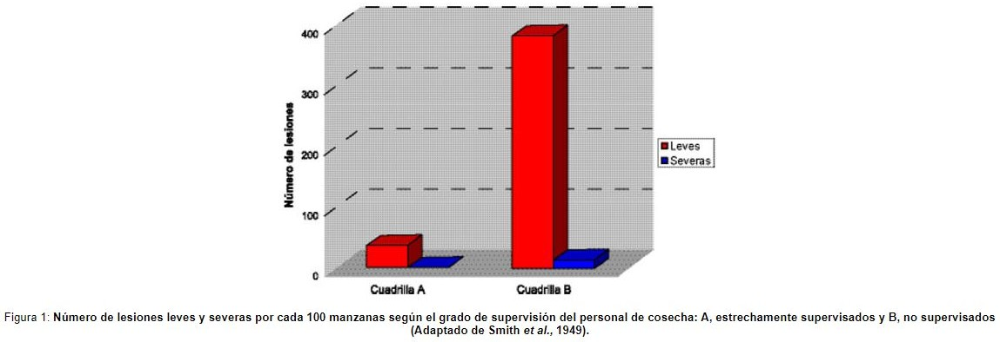 400
300
200
100
0
Número de lesiones
Cuadrilla A
Cuadrilla B
Leves
Severas
Figura 1: Número de lesiones leves y severas por cada 100 manzanas según el grado de supervisión del personal de cosecha: A, estrechamente supervisados y B, no supervisados
(Adaptado de Smith et al., 1949).